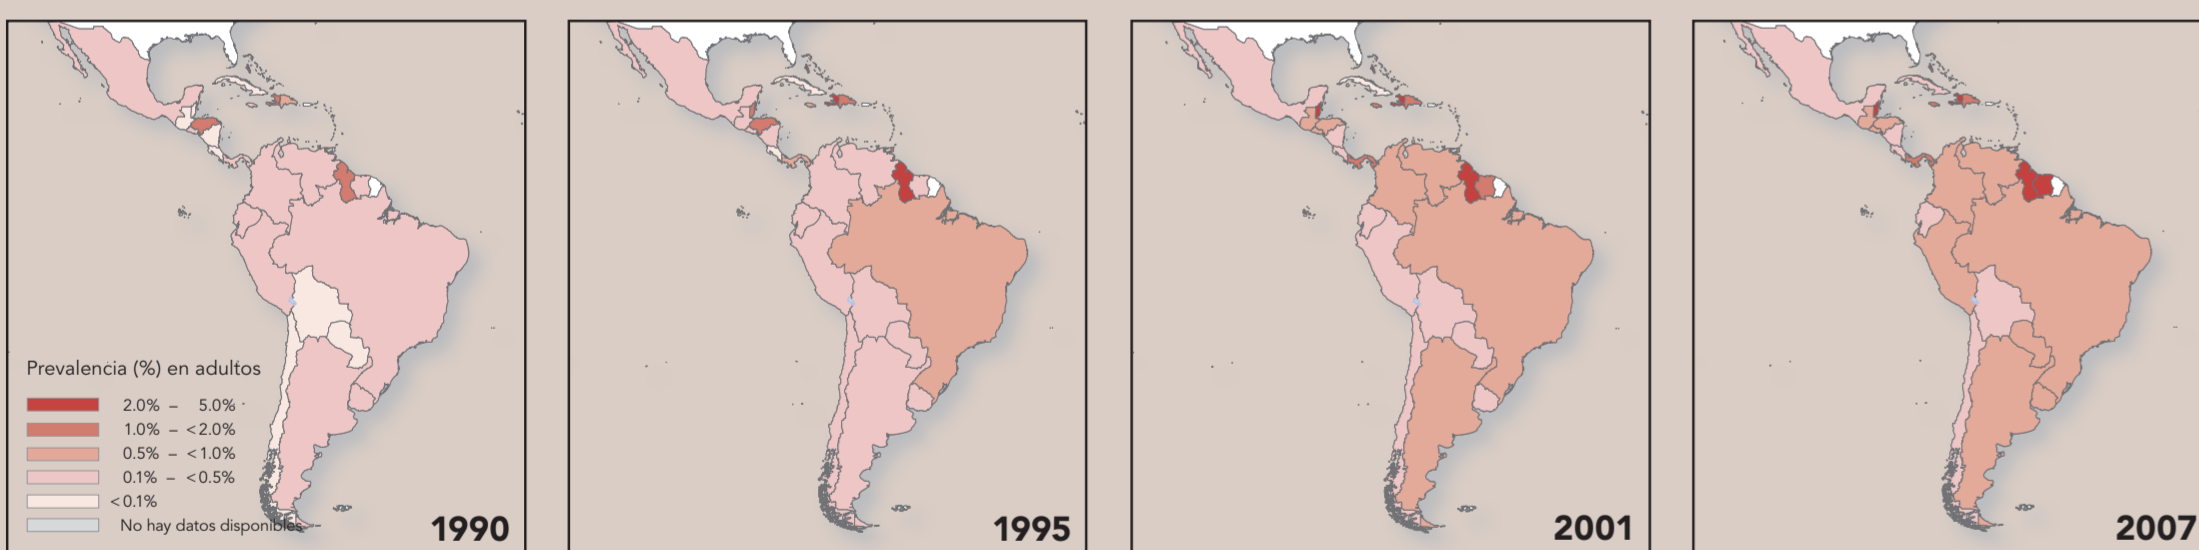 Prevalencia (%) en adultos
2.0% – 5.0%
1.0% – <2.0%
0.5% – <1.0%
0.1% – <0.5%
<0.1%
No hay datos disponibles
1990
1995
2001
2007